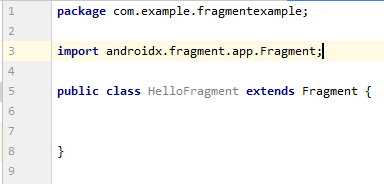 1 package com.example.fragmentexample;
2
3 import androidx.fragment.app.Fragment;
4
5 public class HelloFragment extends Fragment {
6
7
8 }
9